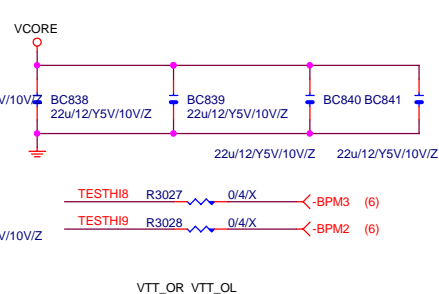 VCORE
V/10V/Z BC838 BC839 BC840 BC841
22u/12/Y5V/10V/Z 22u/12/Y5V/10V/Z
22u/12/Y5V/10V/Z 22u/12/Y5V/10V/Z
TESTHI8 R3027 0/4/X -BPM3 (6)
TESTHI9 R3028 0/4/X -BPM2 (6)
V/10V/Z
VTT_OR VTT_OL